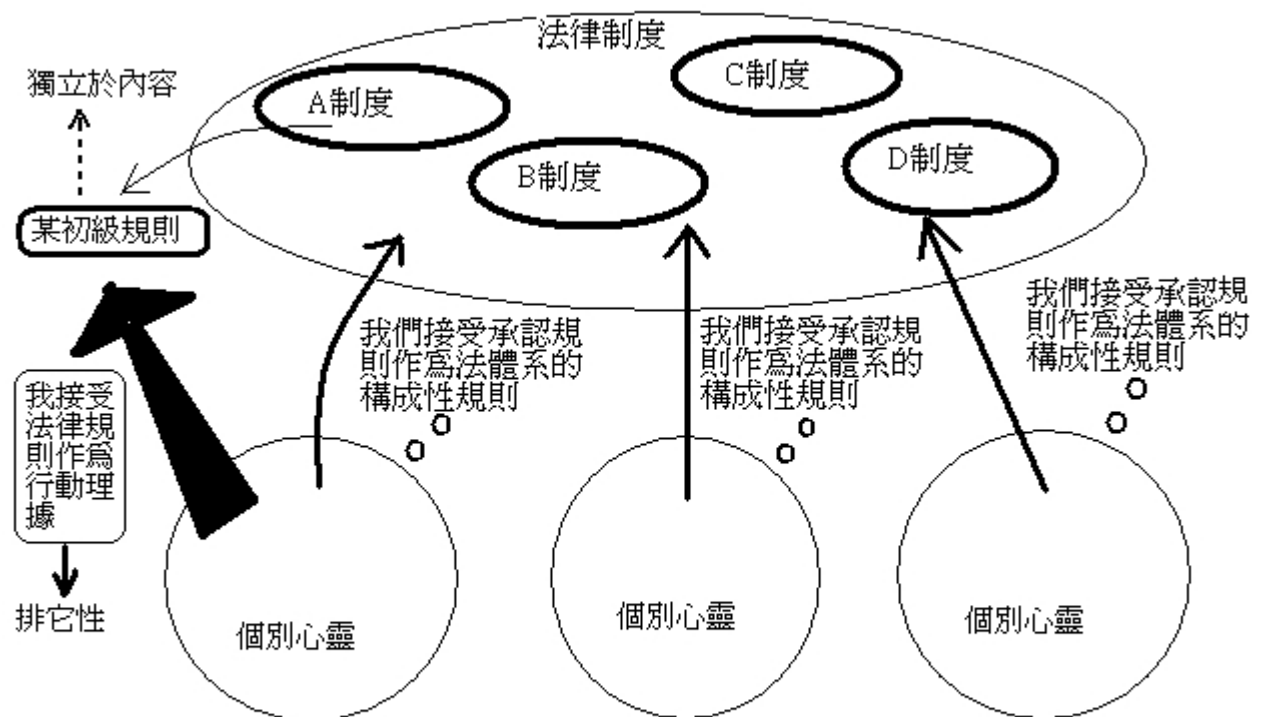 法律制度
獨立於內容
A制度
C制度
B制度
D制度
某初級規則
我們接受承認規
則作為法體系的
構成性規則
我們接受承認規
則作為法體系的
構成性規則
我們接受承認規
則作為法體系的
構成性規則
我接受
法律規
則作為
行動理
據
排它性
個別心靈
個別心靈
個別心靈